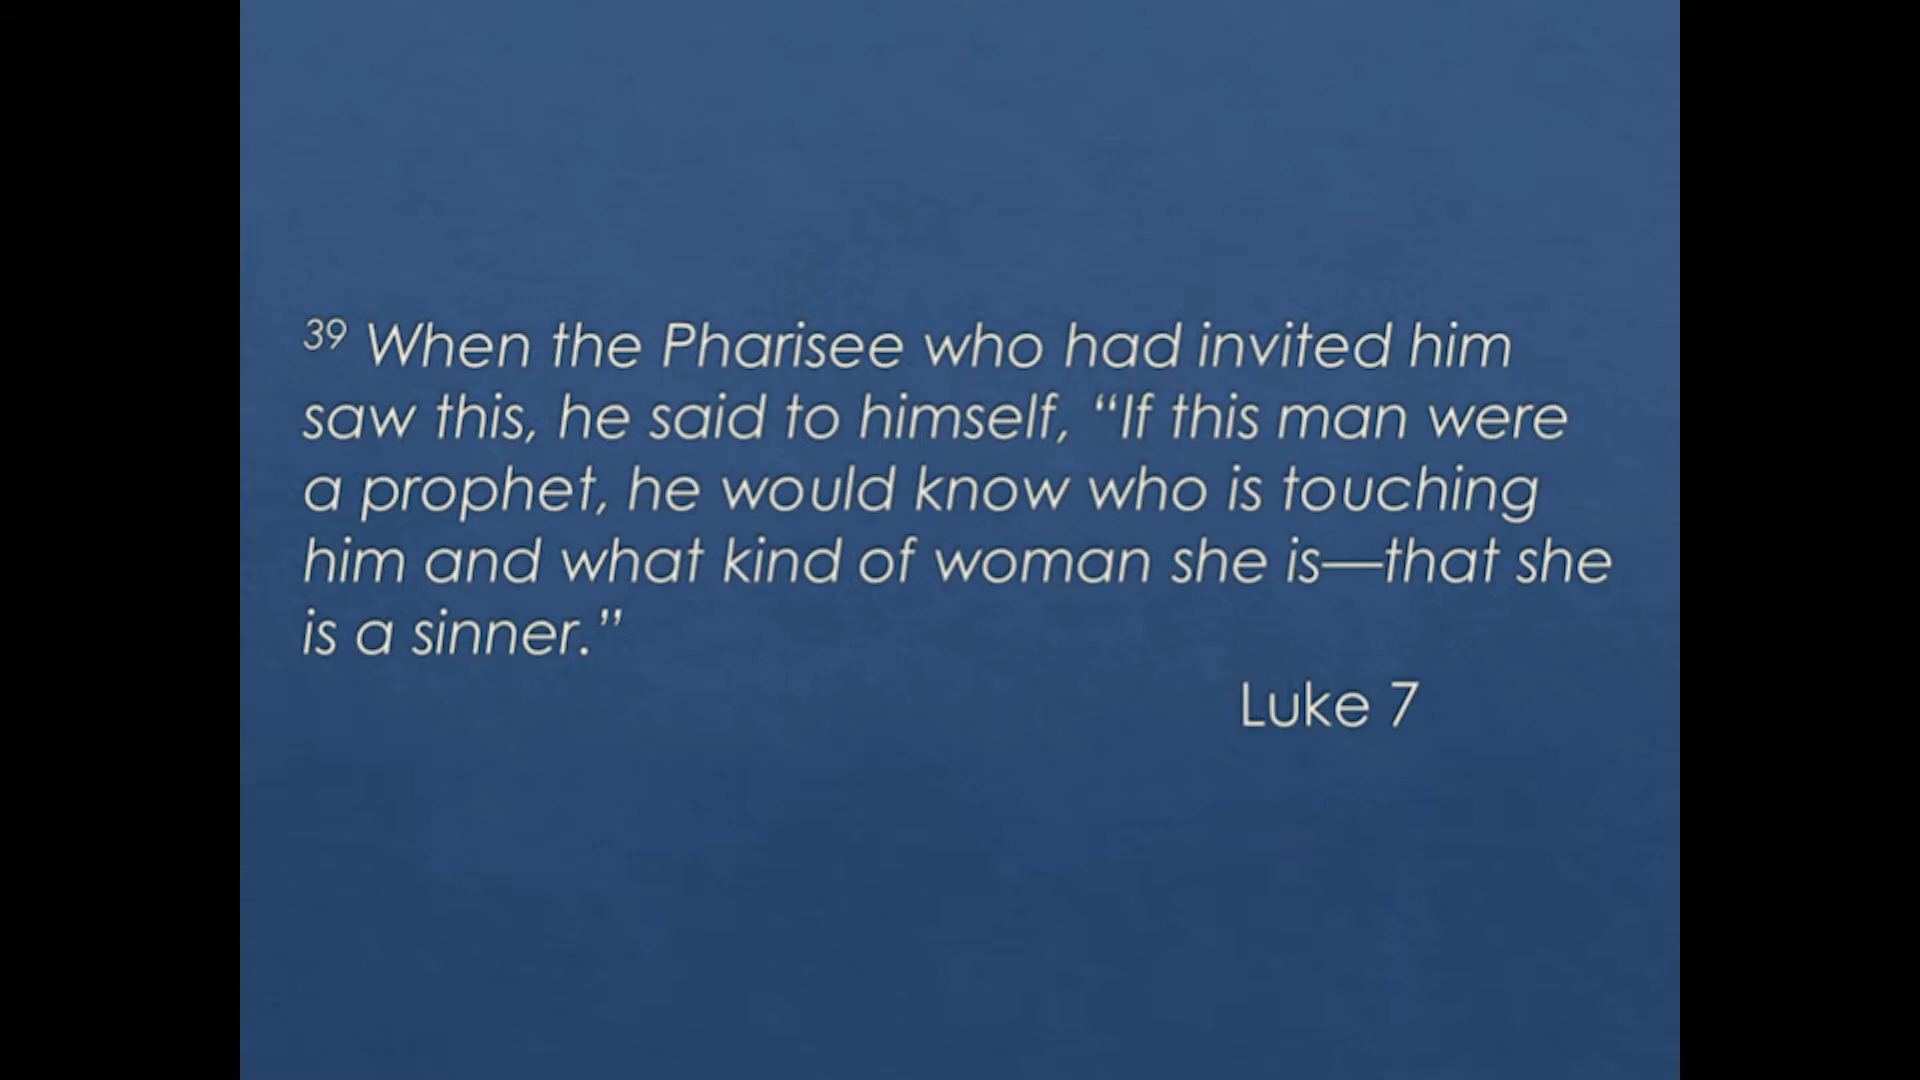 39 When the Pharisee who had invited him
saw this, he said to himself, “If this man were
a prophet, he would know who is touching
him and what kind of woman she is—that she
is a sinner.”
Luke 7